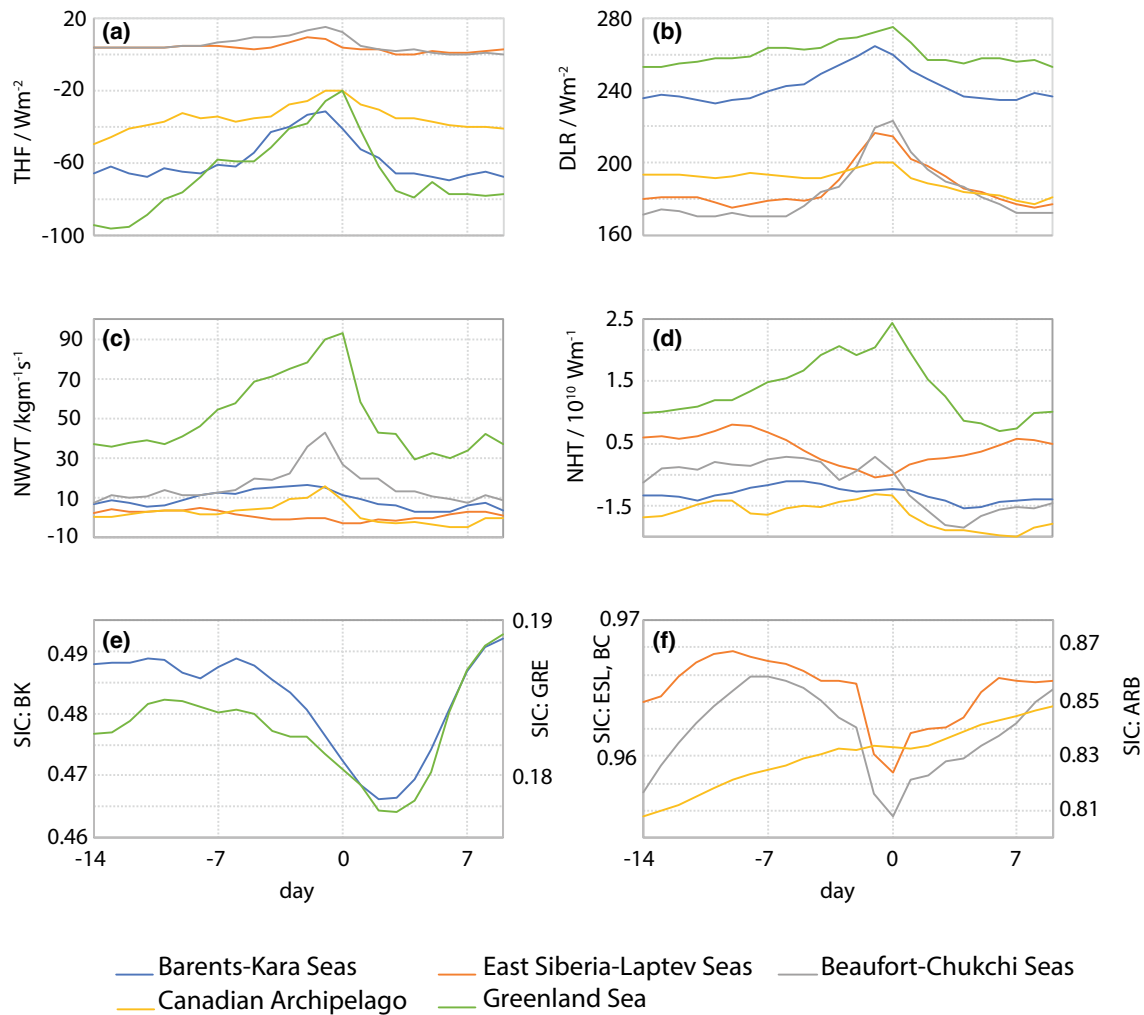 (a)
THF / Wm⁻²
20
-20
-60
-100
(b)
DLR / Wm⁻²
280
240
200
160
(c)
NWVT /kgm⁻¹s⁻¹
90
70
50
30
10
-10
(d)
NHT / 10¹⁰ Wm⁻¹
2.5
1.5
0.5
-1.5
(e)
SIC: BK
0.49
0.48
0.47
0.46
SIC: GRE
0.19
0.18
-14 -7 0 7
day
(f)
SIC: ESL, BC
0.97
0.96
SIC: ARB
0.87
0.85
0.83
0.81
-14 -7 0 7
day
Barents-Kara Seas East Siberia-Laptev Seas Beaufort-Chukchi Seas
Canadian Archipelago Greenland Sea